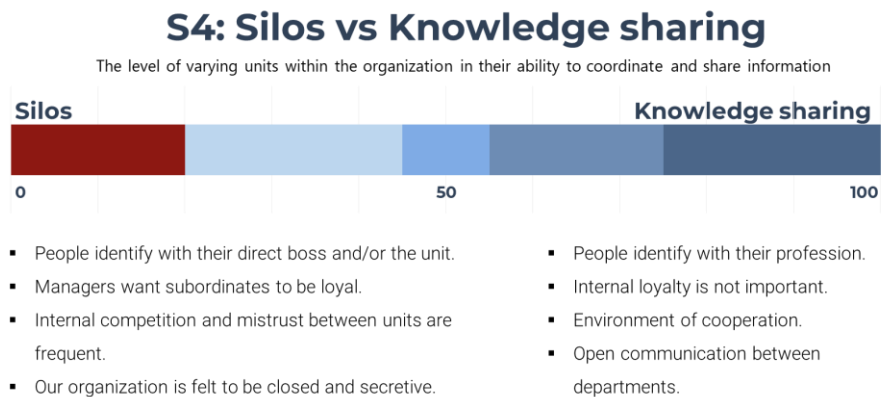 S4: Silos vs Knowledge sharing
The level of varying units within the organization in their ability to coordinate and share information
Silos
Knowledge sharing
0
50
100
▪ People identify with their direct boss and/or the unit.
▪ Managers want subordinates to be loyal.
▪ Internal competition and mistrust between units are
frequent.
▪ Our organization is felt to be closed and secretive.
▪ People identify with their profession.
▪ Internal loyalty is not important.
▪ Environment of cooperation.
▪ Open communication between
departments.